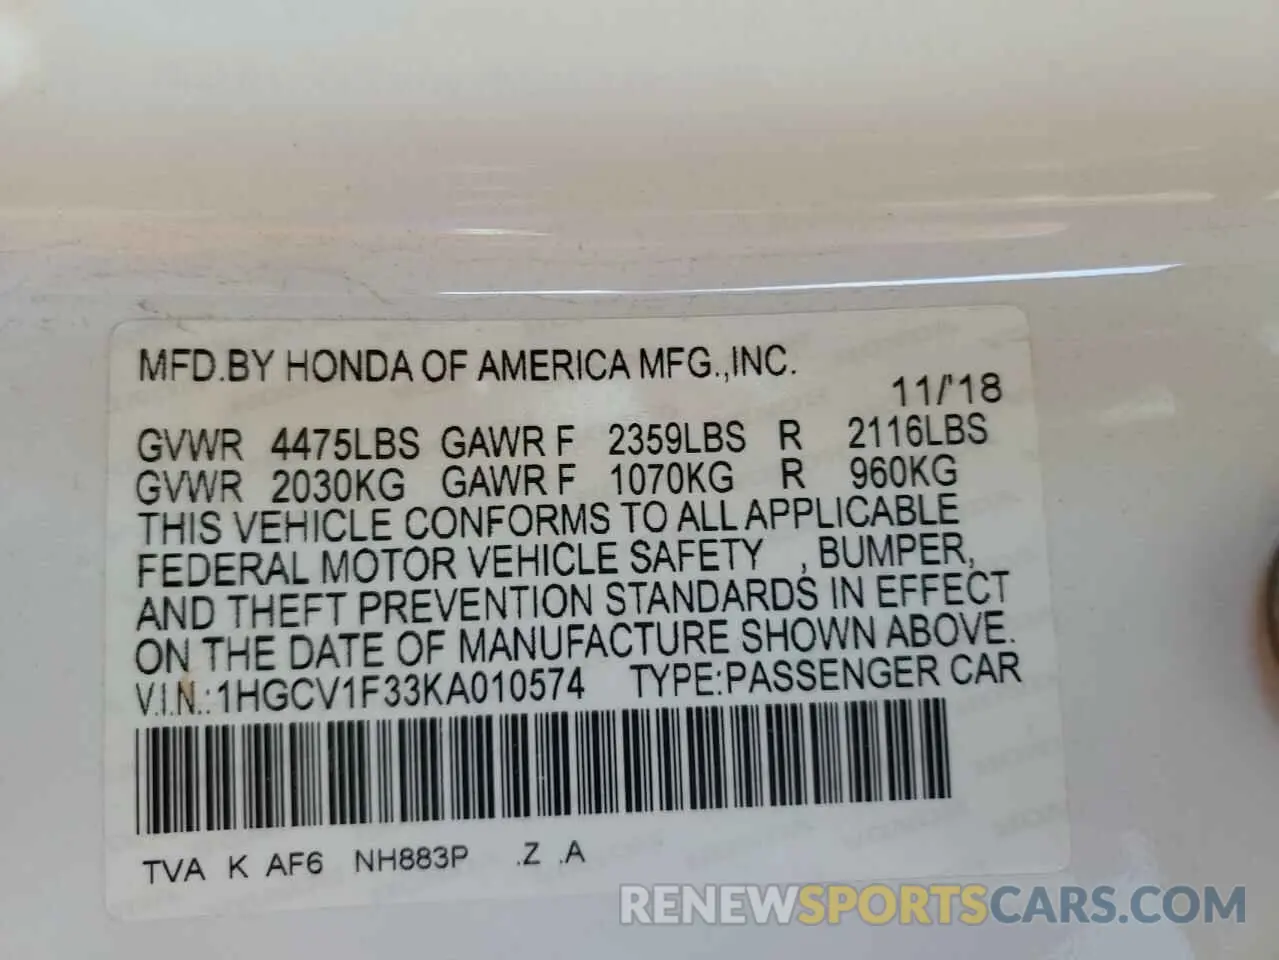 MFD.BY HONDA OF AMERICA MFG.,INC.
11/'18
GVWR 4475LBS GAWR F 2359LBS R 2116LBS
GVWR 2030KG GAWR F 1070KG R 960KG
THIS VEHICLE CONFORMS TO ALL APPLICABLE
FEDERAL MOTOR VEHICLE SAFETY , BUMPER,
AND THEFT PREVENTION STANDARDS IN EFFECT
ON THE DATE OF MANUFACTURE SHOWN ABOVE.
V.I.N.: 1HGCV1F33KA010574 TYPE:PASSENGER CAR
TVA K AF6 NH883P .Z .A
RENEWSPORTSCARS.COM